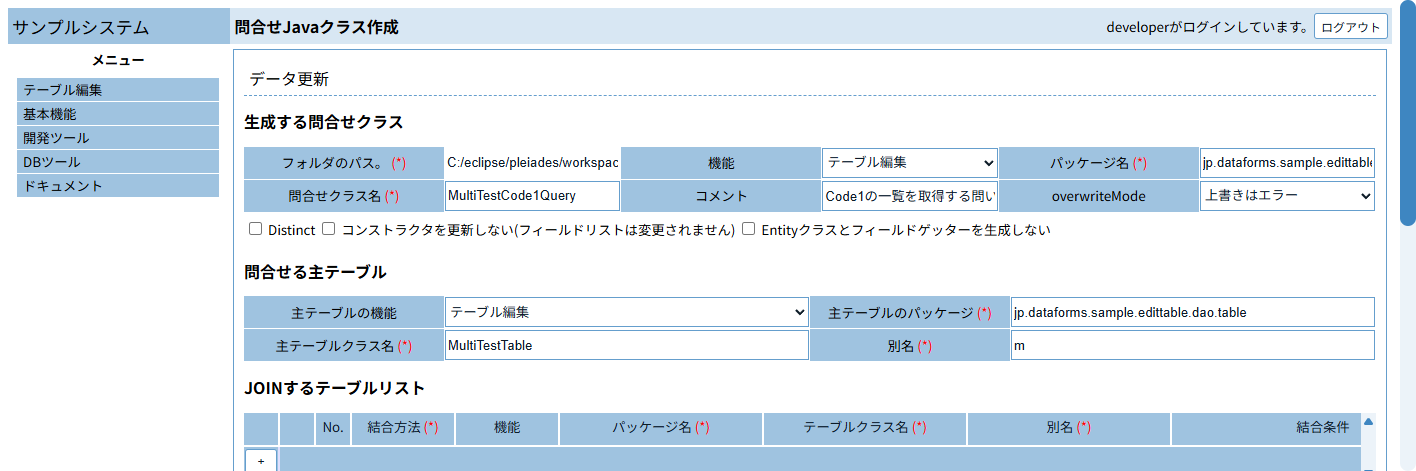 サンプルシステム 問合せJavaクラス作成 developerがログインしています。 ログアウト
メニュー
テーブル編集
基本機能
開発ツール
DBツール
ドキュメント
データ更新
生成する問合せクラス
フォルダのパス。 (*) C:/eclipse/pleiades/workspac 機能 テーブル編集 パッケージ名 (*) jp.dataforms.sample.edittable
問合せクラス名 (*) MultiTestCode1Query コメント Code1の一覧を取得する問い overwriteMode 上書きはエラー
Distinct コンストラクタを更新しない(フィールドリストは変更されません) Entityクラスとフィールドゲッターを生成しない
問合せる主テーブル
主テーブルの機能 テーブル編集 主テーブルのパッケージ (*) jp.dataforms.sample.edittable.dao.table
主テーブルクラス名 (*) MultiTestTable 別名 (*) m
JOINするテーブルリスト
No. 結合方法 (*) 機能 パッケージ名 (*) テーブルクラス名 (*) 別名 (*) 結合条件
+